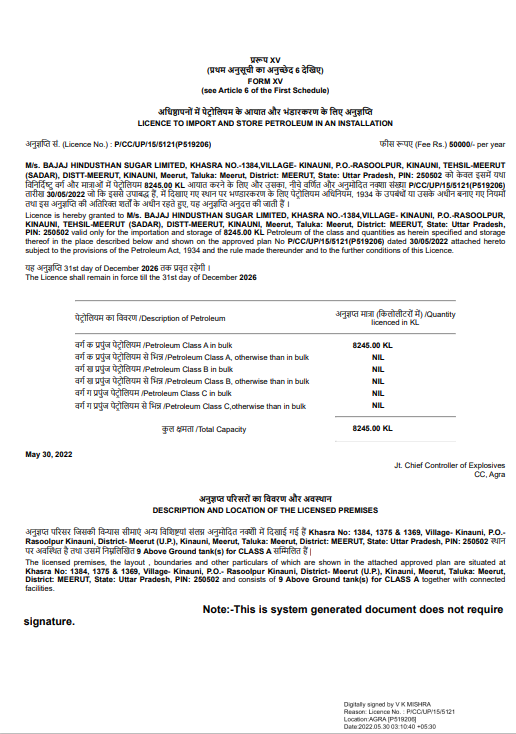 प्ररूप XV
(प्रथम अनुसूची का अनुच्छेद 6 देखिए)
FORM XV
(see Article 6 of the First Schedule)
अधिष्ठापनों में पेट्रोलियम के आयात और भंडारकरण के लिए अनुज्ञप्ति
LICENCE TO IMPORT AND STORE PETROLEUM IN AN INSTALLATION
अनुज्ञप्ति सं. (Licence No.) : P/CC/UP/15/5121(P519206) फीस रूपए (Fee Rs.) 50000/- per year
M/s. BAJAJ HINDUSTHAN SUGAR LIMITED, KHASRA NO.-1384,VILLAGE- KINAUNI, P.O.-RASOOLPUR, KINAUNI, TEHSIL-MEERUT
(SADAR), DISTT-MEERUT, KINAUNI, Meerut, Taluka: Meerut, District: MEERUT, State: Uttar Pradesh, PIN: 250502 को केवल इसमें यथा
विनिर्दिष्ट वर्ग और मात्राओं में पेट्रोलियम 8245.00 KL आयात करने के लिए और उसका, नीचे वर्णित और अनुमोदित नक्शा संख्या P/CC/UP/15/5121(P519206)
तारीख 30/05/2022 जो कि इससे उपाबद्ध हैं, में दिखाए गए स्थान पर भण्डारकरण के लिए पेट्रोलियम अधिनियम, 1934 के उपबंधों या उसके अधीन बनाए गए नियमों
तथा इस अनुज्ञप्ति की अतिरिक्त शर्तों के अधीन रहते हुए, यह अनुज्ञप्ति अनुदत्त की जाती हैं ।
Licence is hereby granted to M/s. BAJAJ HINDUSTHAN SUGAR LIMITED, KHASRA NO.-1384,VILLAGE- KINAUNI, P.O.-RASOOLPUR,
KINAUNI, TEHSIL-MEERUT (SADAR), DISTT-MEERUT, KINAUNI, Meerut, Taluka: Meerut, District: MEERUT, State: Uttar Pradesh,
PIN: 250502 valid only for the importation and storage of 8245.00 KL Petroleum of the class and quantities as herein specified and storage
thereof in the place described below and shown on the approved plan No P/CC/UP/15/5121(P519206) dated 30/05/2022 attached hereto
subject to the provisions of the Petroleum Act, 1934 and the rule made thereunder and to the further conditions of this Licence.
यह अनुज्ञप्ति 31st day of December 2026 तक प्रवृत रहेगी ।
The Licence shall remain in force till the 31st day of December 2026
पेट्रोलियम का विवरण /Description of Petroleum अनुज्ञप्त मात्रा (किलोलीटरों में) /Quantity
licenced in KL
वर्ग क प्रपुंज पेट्रोलियम /Petroleum Class A in bulk 8245.00 KL
वर्ग क प्रपुंज पेट्रोलियम से भिन्न /Petroleum Class A, otherwise than in bulk NIL
वर्ग ख प्रपुंज पेट्रोलियम /Petroleum Class B in bulk NIL
वर्ग ख प्रपुंज पेट्रोलियम से भिन्न /Petroleum Class B, otherwise than in bulk NIL
वर्ग ग प्रपुंज पेट्रोलियम /Petroleum Class C in bulk NIL
वर्ग ग प्रपुंज पेट्रोलियम से भिन्न /Petroleum Class C,otherwise than in bulk NIL
कुल क्षमता /Total Capacity 8245.00 KL
May 30, 2022
Jt. Chief Controller of Explosives
CC, Agra
अनुज्ञप्त परिसरों का विवरण और अवस्थान
DESCRIPTION AND LOCATION OF THE LICENSED PREMISES
अनुज्ञप्त परिसर जिसकी विन्यास सीमाएं अन्य विशिष्टयां संलग्न अनुमोदित नक्शों में दिखाई गई हैं Khasra No: 1384, 1375 & 1369, Village- Kinauni, P.O.-
Rasoolpur Kinauni, District- Meerut (U.P.), Kinauni, Meerut, Taluka: Meerut, District: MEERUT, State: Uttar Pradesh, PIN: 250502 स्थान
पर अवस्थित है तथा उसमें निम्नलिखित 9 Above Ground tank(s) for CLASS A सम्मिलित हैं |
The licensed premises, the layout , boundaries and other particulars of which are shown in the attached approved plan are situated at
Khasra No: 1384, 1375 & 1369, Village- Kinauni, P.O.- Rasoolpur Kinauni, District- Meerut (U.P.), Kinauni, Meerut, Taluka: Meerut,
District: MEERUT, State: Uttar Pradesh, PIN: 250502 and consists of 9 Above Ground tank(s) for CLASS A together with connected
facilities.
Note:-This is system generated document does not require
signature.
Digitally signed by V K MISHRA
Reason: Licence No. : P/CC/UP/15/5121
Location:AGRA [P519206]
Date:2022.05.30 03:10:40 +05:30